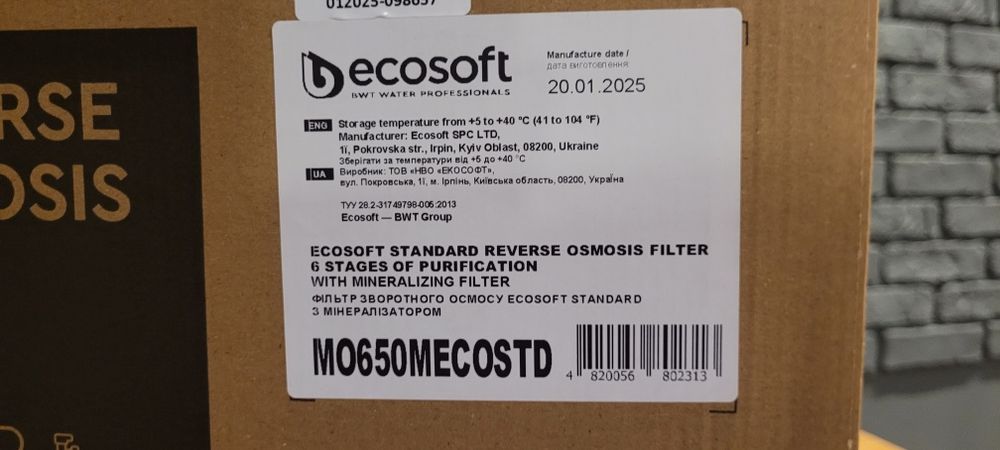 012025-098657
RSE
OSIS
ecosoft
BWT WATER PROFESSIONALS
Manufacture date /
дата виготовлення
20.01.2025
ENG Storage temperature from +5 to +40 °C (41 to 104 °F)
Manufacturer: Ecosoft SPC LTD,
1ї, Pokrovska str., Irpin, Kyiv Oblast, 08200, Ukraine
Зберігати за температури від +5 до +40 °C
UA Виробник: ТОВ «НВО «ЕКОСОФТ»,
вул. Покровська, 1ї, м. Ірпінь, Київська область, 08200, Україна
ТУУ 28.2-31749798-006:2013
Ecosoft — BWT Group
ECOSOFT STANDARD REVERSE OSMOSIS FILTER
6 STAGES OF PURIFICATION
WITH MINERALIZING FILTER
ФІЛЬТР ЗВОРОТНОГО ОСМОСУ ECOSOFT STANDARD
З МІНЕРАЛІЗАТОРОМ
MO650MECOSTD
4 820056 802313